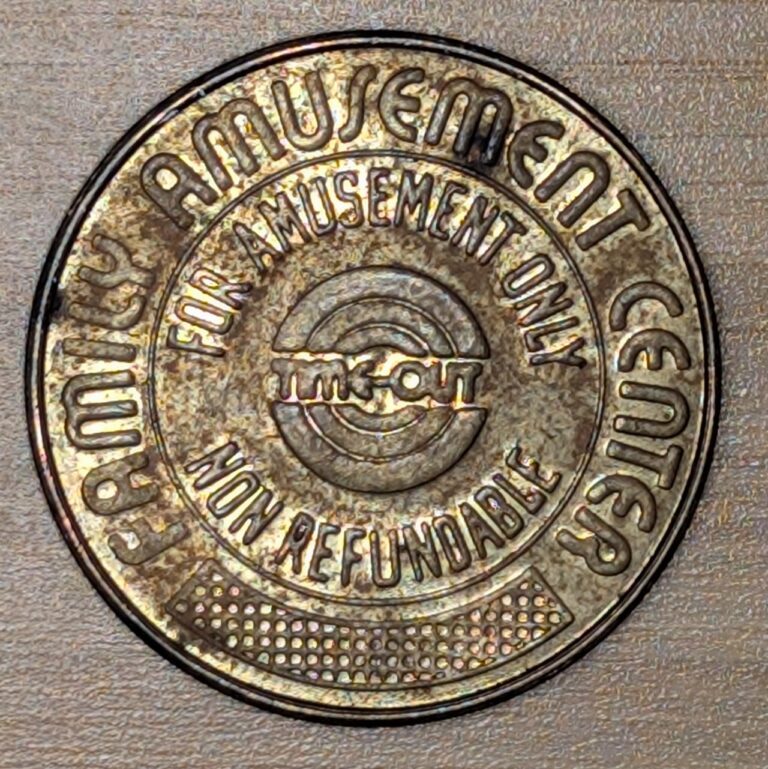 FAMILY AMUSEMENT CENTER
FOR AMUSEMENT ONLY
TIME-OUT
NON REFUNDABLE